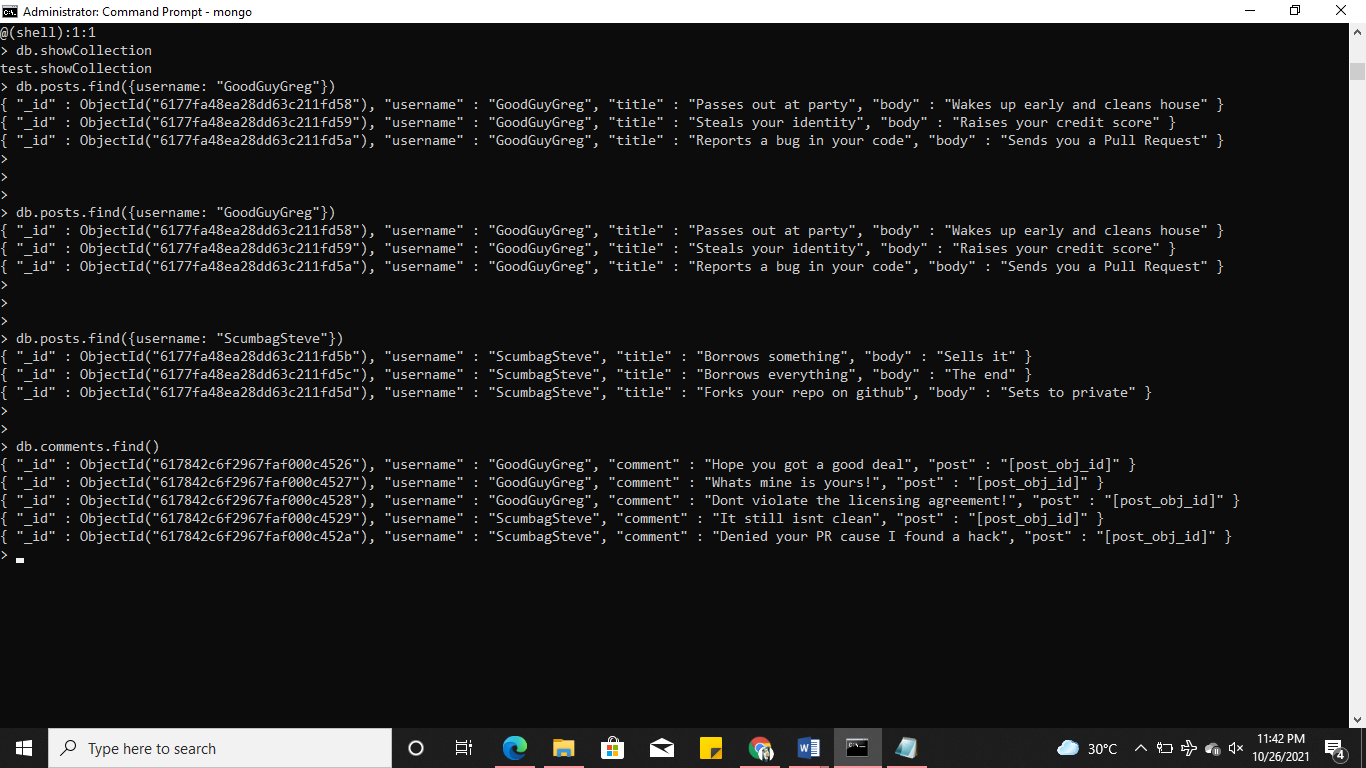 Administrator: Command Prompt - mongo
@(shell):1:1
> db.showCollection
test.showCollection
> db.posts.find({username: "GoodGuyGreg"})
{ "_id" : ObjectId("6177fa48ea28dd63c211fd58"), "username" : "GoodGuyGreg", "title" : "Passes out at party", "body" : "Wakes up early and cleans house" }
{ "_id" : ObjectId("6177fa48ea28dd63c211fd59"), "username" : "GoodGuyGreg", "title" : "Steals your identity", "body" : "Raises your credit score" }
{ "_id" : ObjectId("6177fa48ea28dd63c211fd5a"), "username" : "GoodGuyGreg", "title" : "Reports a bug in your code", "body" : "Sends you a Pull Request" }
>
>
>
> db.posts.find({username: "GoodGuyGreg"})
{ "_id" : ObjectId("6177fa48ea28dd63c211fd58"), "username" : "GoodGuyGreg", "title" : "Passes out at party", "body" : "Wakes up early and cleans house" }
{ "_id" : ObjectId("6177fa48ea28dd63c211fd59"), "username" : "GoodGuyGreg", "title" : "Steals your identity", "body" : "Raises your credit score" }
{ "_id" : ObjectId("6177fa48ea28dd63c211fd5a"), "username" : "GoodGuyGreg", "title" : "Reports a bug in your code", "body" : "Sends you a Pull Request" }
>
>
>
> db.posts.find({username: "ScumbagSteve"})
{ "_id" : ObjectId("6177fa48ea28dd63c211fd5b"), "username" : "ScumbagSteve", "title" : "Borrows something", "body" : "Sells it" }
{ "_id" : ObjectId("6177fa48ea28dd63c211fd5c"), "username" : "ScumbagSteve", "title" : "Borrows everything", "body" : "The end" }
{ "_id" : ObjectId("6177fa48ea28dd63c211fd5d"), "username" : "ScumbagSteve", "title" : "Forks your repo on github", "body" : "Sets to private" }
>
>
> db.comments.find()
{ "_id" : ObjectId("617842c6f2967faf000c4526"), "username" : "GoodGuyGreg", "comment" : "Hope you got a good deal", "post" : "[post_obj_id]" }
{ "_id" : ObjectId("617842c6f2967faf000c4527"), "username" : "GoodGuyGreg", "comment" : "Whats mine is yours!", "post" : "[post_obj_id]" }
{ "_id" : ObjectId("617842c6f2967faf000c4528"), "username" : "GoodGuyGreg", "comment" : "Dont violate the licensing agreement!", "post" : "[post_obj_id]" }
{ "_id" : ObjectId("617842c6f2967faf000c4529"), "username" : "ScumbagSteve", "comment" : "It still isnt clean", "post" : "[post_obj_id]" }
{ "_id" : ObjectId("617842c6f2967faf000c452a"), "username" : "ScumbagSteve", "comment" : "Denied your PR cause I found a hack", "post" : "[post_obj_id]" }
>
Type here to search
30°C
11:42 PM
10/26/2021
4